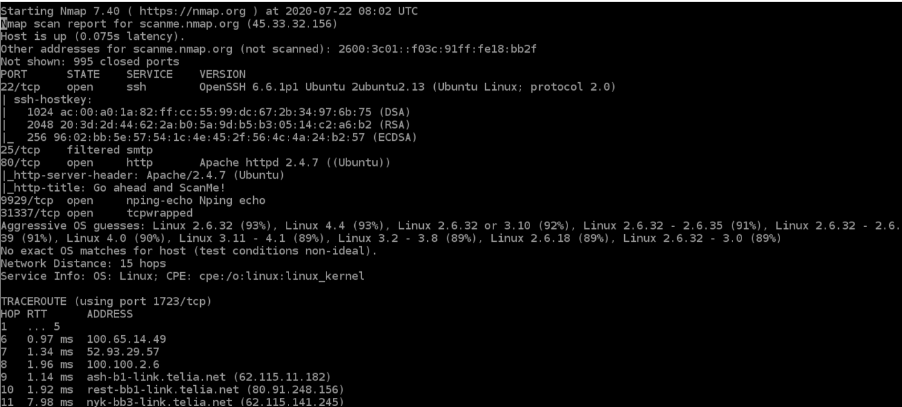 Starting Nmap 7.40 ( https://nmap.org ) at 2020-07-22 08:02 UTC
Nmap scan report for scanme.nmap.org (45.33.32.156)
Host is up (0.075s latency).
Other addresses for scanme.nmap.org (not scanned): 2600:3c01::f03c:91ff:fe18:bb2f
Not shown: 995 closed ports
PORT      STATE    SERVICE    VERSION
22/tcp    open     ssh        OpenSSH 6.6.1p1 Ubuntu 2ubuntu2.13 (Ubuntu Linux; protocol 2.0)
| ssh-hostkey:
|   1024 ac:00:a0:1a:82:ff:cc:55:99:dc:67:2b:34:97:6b:75 (DSA)
|   2048 20:3d:2d:44:62:2a:b0:5a:9d:b5:b3:05:14:c2:a6:b2 (RSA)
|_  256 96:02:bb:5e:57:54:1c:4e:45:2f:56:4c:4a:24:b2:57 (ECDSA)
25/tcp    filtered smtp
80/tcp    open     http       Apache httpd 2.4.7 ((Ubuntu))
|_http-server-header: Apache/2.4.7 (Ubuntu)
|_http-title: Go ahead and ScanMe!
9929/tcp  open     nping-echo Nping echo
31337/tcp open     tcpwrapped
Aggressive OS guesses: Linux 2.6.32 (93%), Linux 4.4 (93%), Linux 2.6.32 or 3.10 (92%), Linux 2.6.32 - 2.6.35 (91%), Linux 2.6.32 - 2.6.
39 (91%), Linux 4.0 (90%), Linux 3.11 - 4.1 (89%), Linux 3.2 - 3.8 (89%), Linux 2.6.18 (89%), Linux 2.6.32 - 3.0 (89%)
No exact OS matches for host (test conditions non-ideal).
Network Distance: 15 hops
Service Info: OS: Linux; CPE: cpe:/o:linux:linux_kernel
TRACEROUTE (using port 1723/tcp)
HOP RTT     ADDRESS
1   ... 5
6   0.97 ms 100.65.14.49
7   1.34 ms 52.93.29.57
8   1.96 ms 100.100.2.6
9   1.14 ms ash-b1-link.telia.net (62.115.11.182)
10  1.92 ms rest-bb1-link.telia.net (80.91.248.156)
11  7.98 ms nyk-bb3-link.telia.net (62.115.141.245)